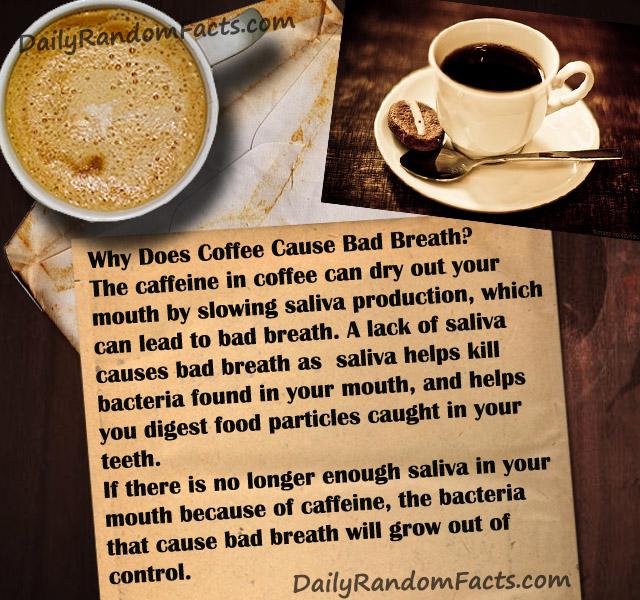 DailyRandomFacts.com
Why Does Coffee Cause Bad Breath?
The caffeine in coffee can dry out your
mouth by slowing saliva production, which
can lead to bad breath. A lack of saliva
causes bad breath as  saliva helps kill
bacteria found in your mouth, and helps
you digest food particles caught in your
teeth.
If there is no longer enough saliva in your
mouth because of caffeine, the bacteria
that cause bad breath will grow out of
control.
DailyRandomFacts.com